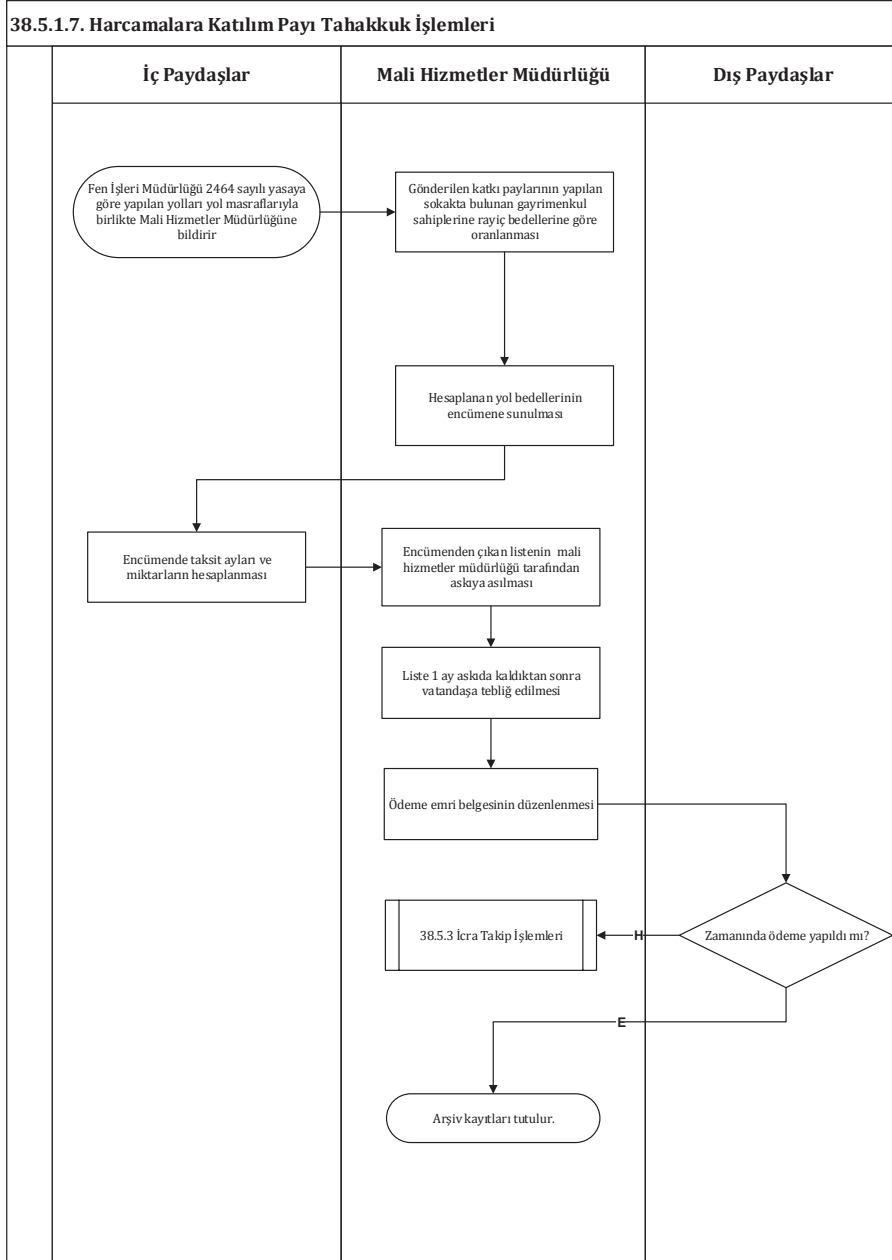 38.5.1.7. Harcamalara Katılım Payı Tahakkuk İşlemleri
İç Paydaşlar
Mali Hizmetler Müdürlüğü
Dış Paydaşlar
Fen İşleri Müdürlüğü 2464 sayılı yasaya
göre yapılan yolları yol masraflarıyla
birlikte Mali Hizmetler Müdürlüğüne
bildirir
Gönderilen katkı paylarının yapılan
sokakta bulunan gayrimenkul
sahiplerine rayiç bedellerine göre
oranlanması
Hesaplanan yol bedellerinin
encümene sunulması
Encümende taksit ayları ve
miktarların hesaplanması
Encümenden çıkan listenin mali
hizmetler müdürlüğü tarafından
askıya asılması
Liste 1 ay askıda kaldıktan sonra
vatandaşa tebliğ edilmesi
Ödeme emri belgesinin düzenlenmesi
Zamanında ödeme yapıldı mı?
H
38.5.3 İcra Takip İşlemleri
E
Arşiv kayıtları tutulur.